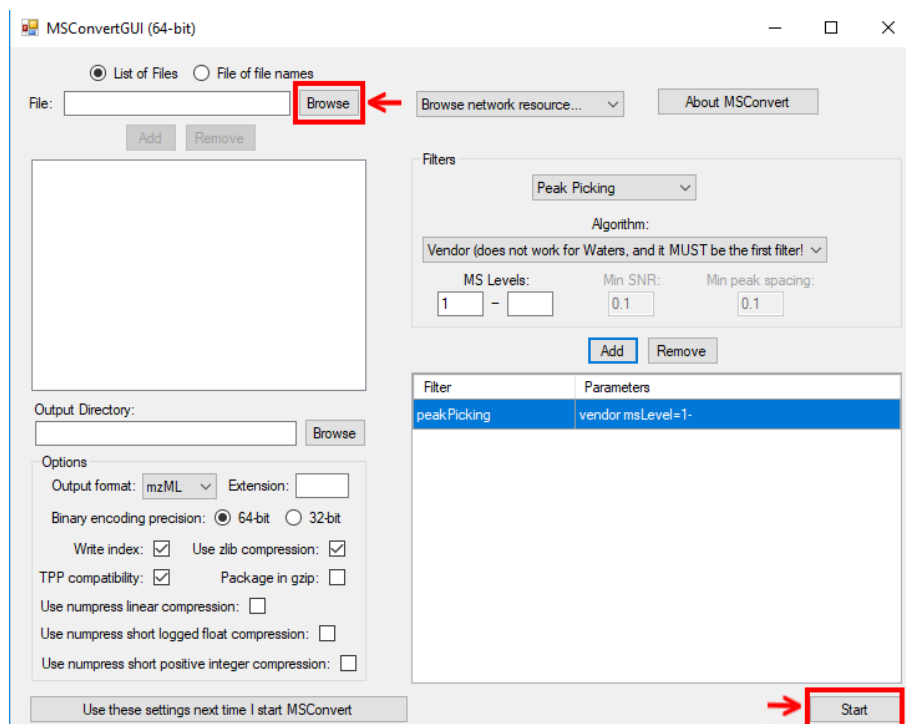 MSConvertGUI (64-bit)
List of Files File of file names
File: Browse Browse network resource... About MSConvert
Add Remove
Filters
Peak Picking
Algorithm:
Vendor (does not work for Waters, and it MUST be the first filter!
MS Levels: Min SNR: Min peak spacing:
1 – 0.1 0.1
Add Remove
Filter Parameters
peakPicking vendor msLevel=1-
Output Directory:
Browse
Options
Output format: mzML Extension:
Binary encoding precision: 64-bit 32-bit
Write index: Use zlib compression:
TPP compatibility: Package in gzip:
Use numpress linear compression:
Use numpress short logged float compression:
Use numpress short positive integer compression:
Use these settings next time I start MSConvert Start